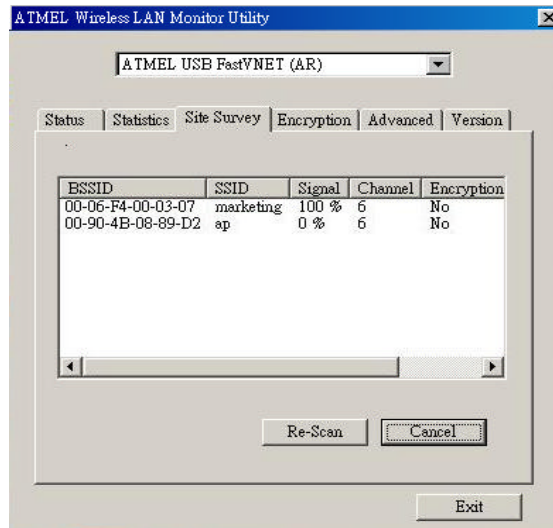 ATMEL Wireless LAN Monitor Utility
ATMEL USB FastVNET (AR)
Status Statistics Site Survey Encryption Advanced Version
BSSID SSID Signal Channel Encryption
00-06-F4-00-03-07 marketing 100 % 6 No
00-90-4B-08-89-D2 ap 0 % 6 No
Re-Scan Cancel
Exit